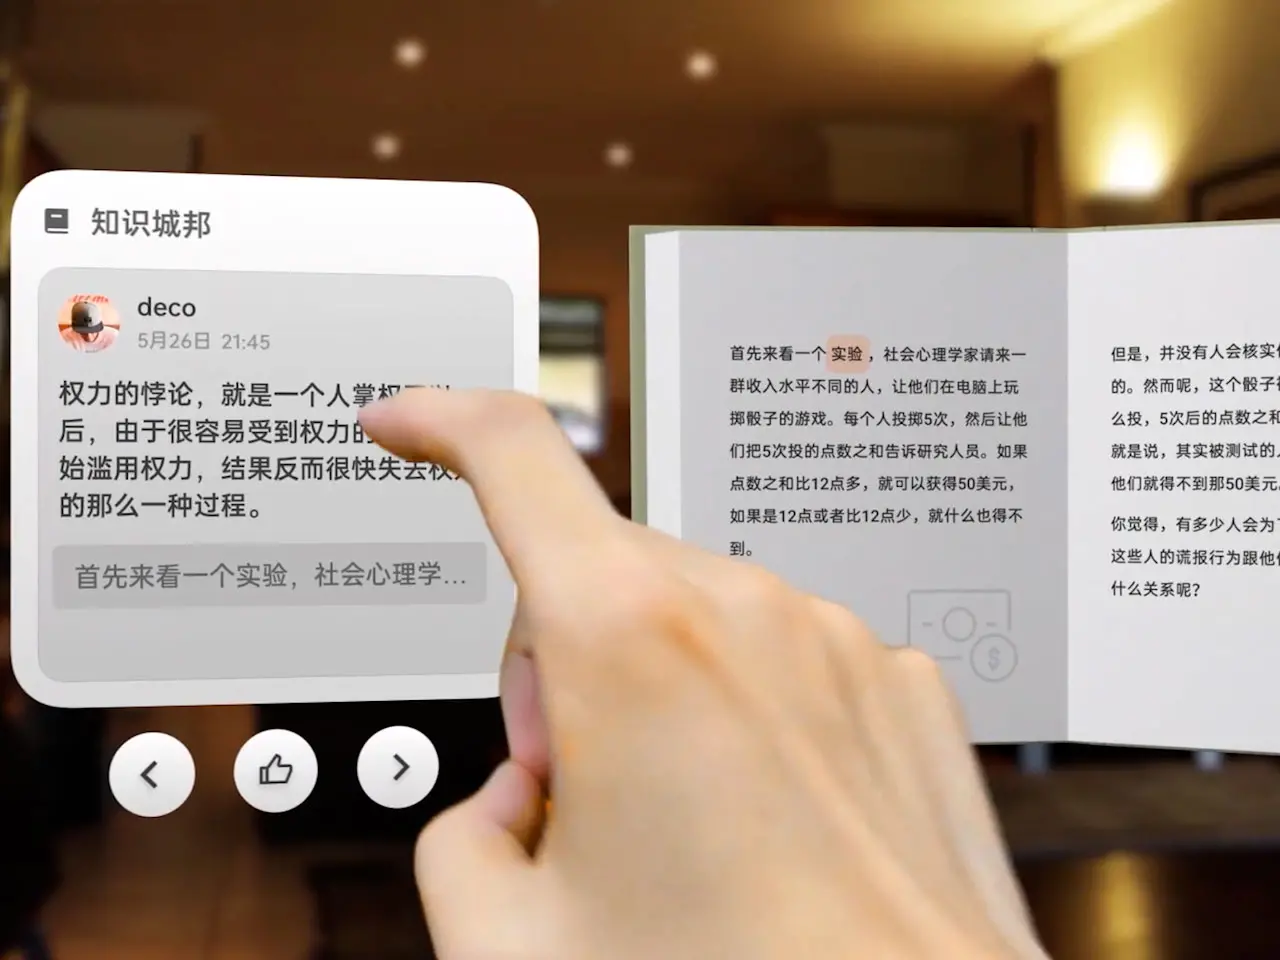 知识城邦
deco
5月26日 21:45
权力的悖论，就是一个人掌权
后，由于很容易受到权力的
始滥用权力，结果反而很快失去权
的那么一种过程。
首先来看一个实验，社会心理学...
首先来看一个实验，社会心理学家请来一
群收入水平不同的人，让他们在电脑上玩
掷骰子的游戏。每个人投掷5次，然后让他
们把5次投的点数之和告诉研究人员。如果
点数之和比12点多，就可以获得50美元，
如果是12点或者比12点少，就什么也得不
到。
$
但是，并没有人会核实
的。然而呢，这个骰子
么投，5次后的点数之和
就是说，其实被测试的
他们就得不到那50美元
你觉得，有多少人会为
这些人的谎报行为跟他
什么关系呢？